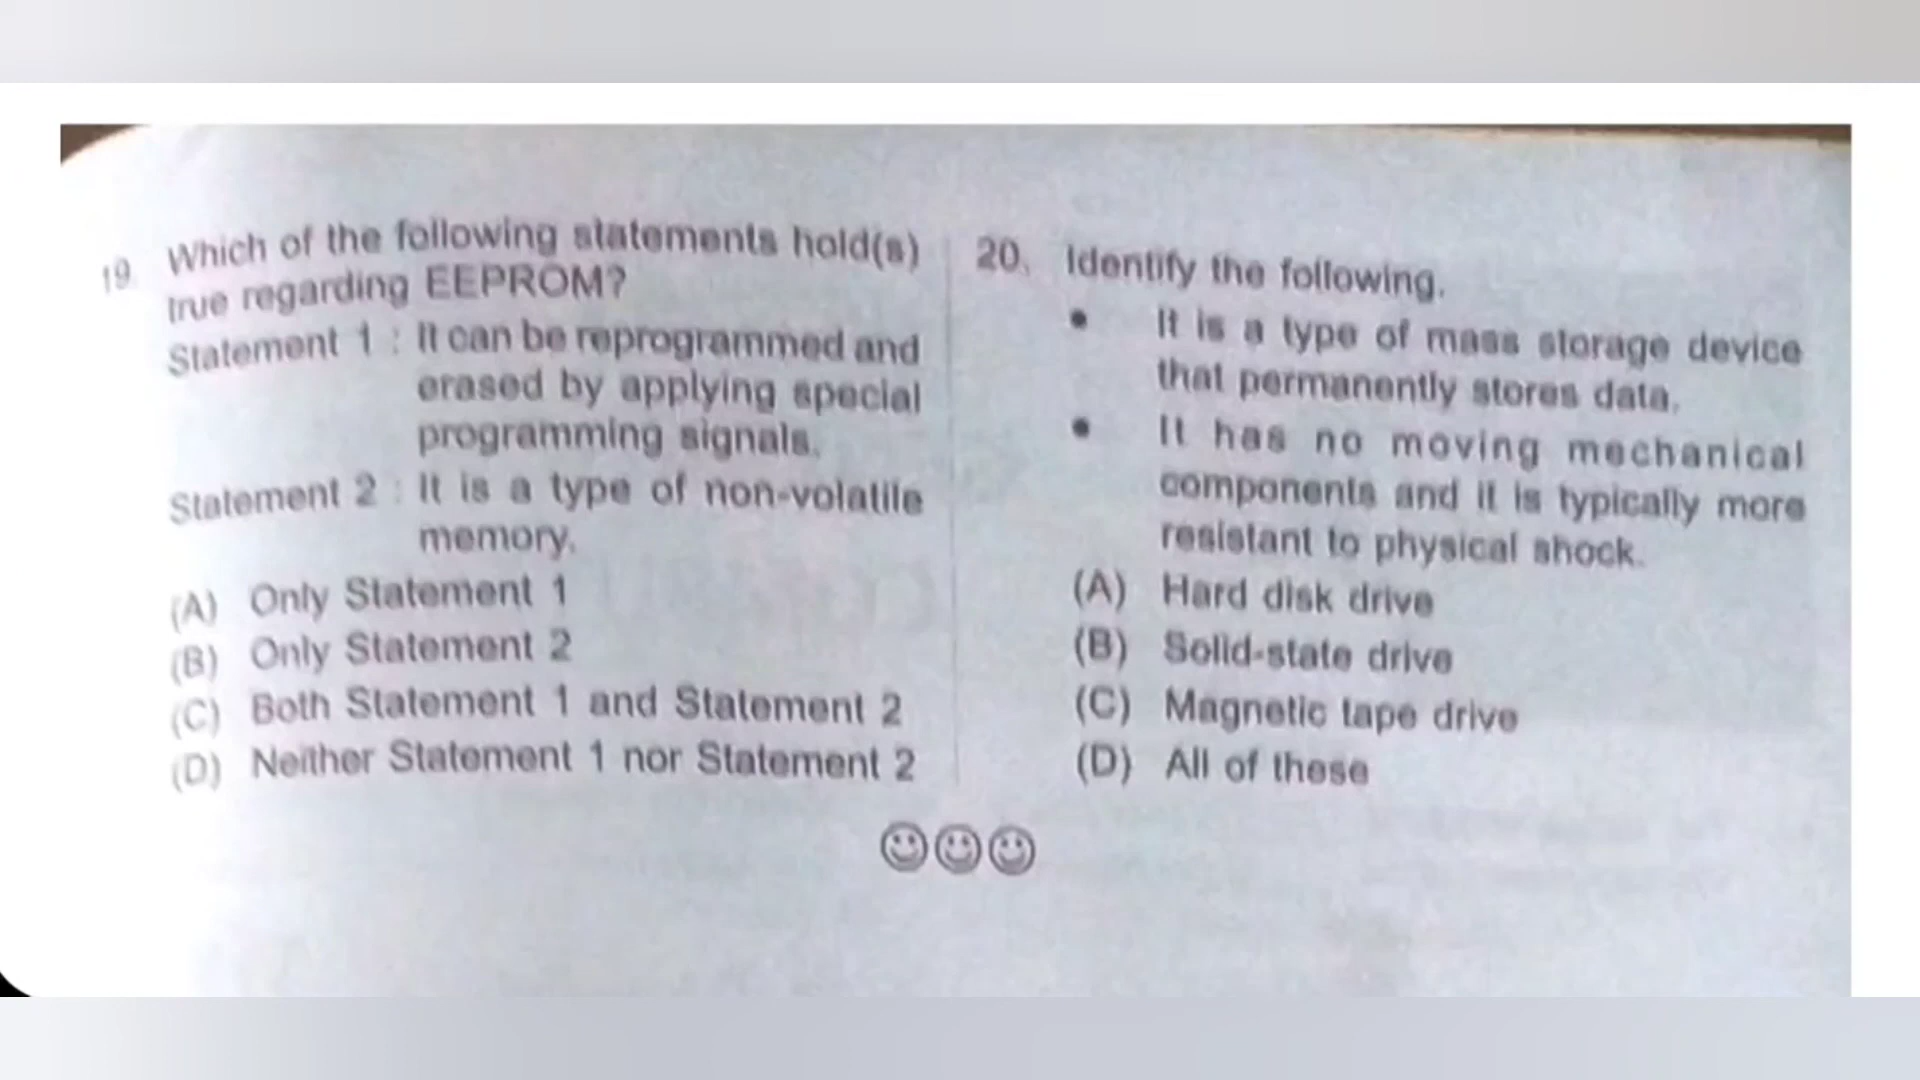 19. Which of the following statements hold(s)
true regarding EEPROM?
Statement 1 : It can be reprogrammed and
erased by applying special
programming signals.
Statement 2 : It is a type of non-volatile
memory.
(A) Only Statement 1
(B) Only Statement 2
(C) Both Statement 1 and Statement 2
(D) Neither Statement 1 nor Statement 2
20. Identify the following.
• It is a type of mass storage device
that permanently stores data.
• It has no moving mechanical
components and it is typically more
resistant to physical shock.
(A) Hard disk drive
(B) Solid-state drive
(C) Magnetic tape drive
(D) All of these